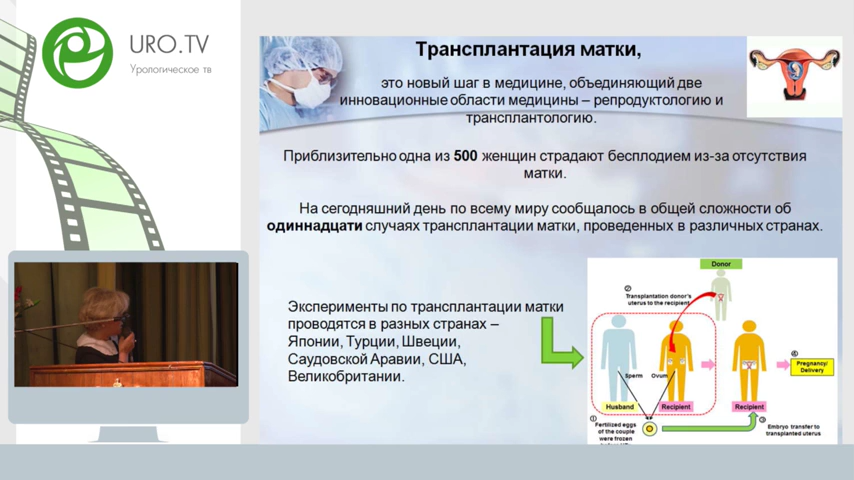 URO.TV
Урологическое тв
Трансплантация матки,
это новый шаг в медицине, объединяющий две
инновационные области медицины – репродуктологию и
трансплантологию.
Приблизительно одна из 500 женщин страдают бесплодием из-за отсутствия
матки.
На сегодняшний день по всему миру сообщалось в общей сложности об
одиннадцати случаях трансплантации матки, проведенных в различных странах.
Эксперименты по трансплантации матки
проводятся в разных странах –
Японии, Турции, Швеции,
Саудовской Аравии, США,
Великобритании.
Donor
②
Transplantation donor's
uterus to the recipient
Sperm Ovum
Husband
Recipient
Recipient
④
Pregnancy/
Delivery
①
Fertilized eggs
of the couple
were frozen
③
Embryo transfer to
transplanted uterus